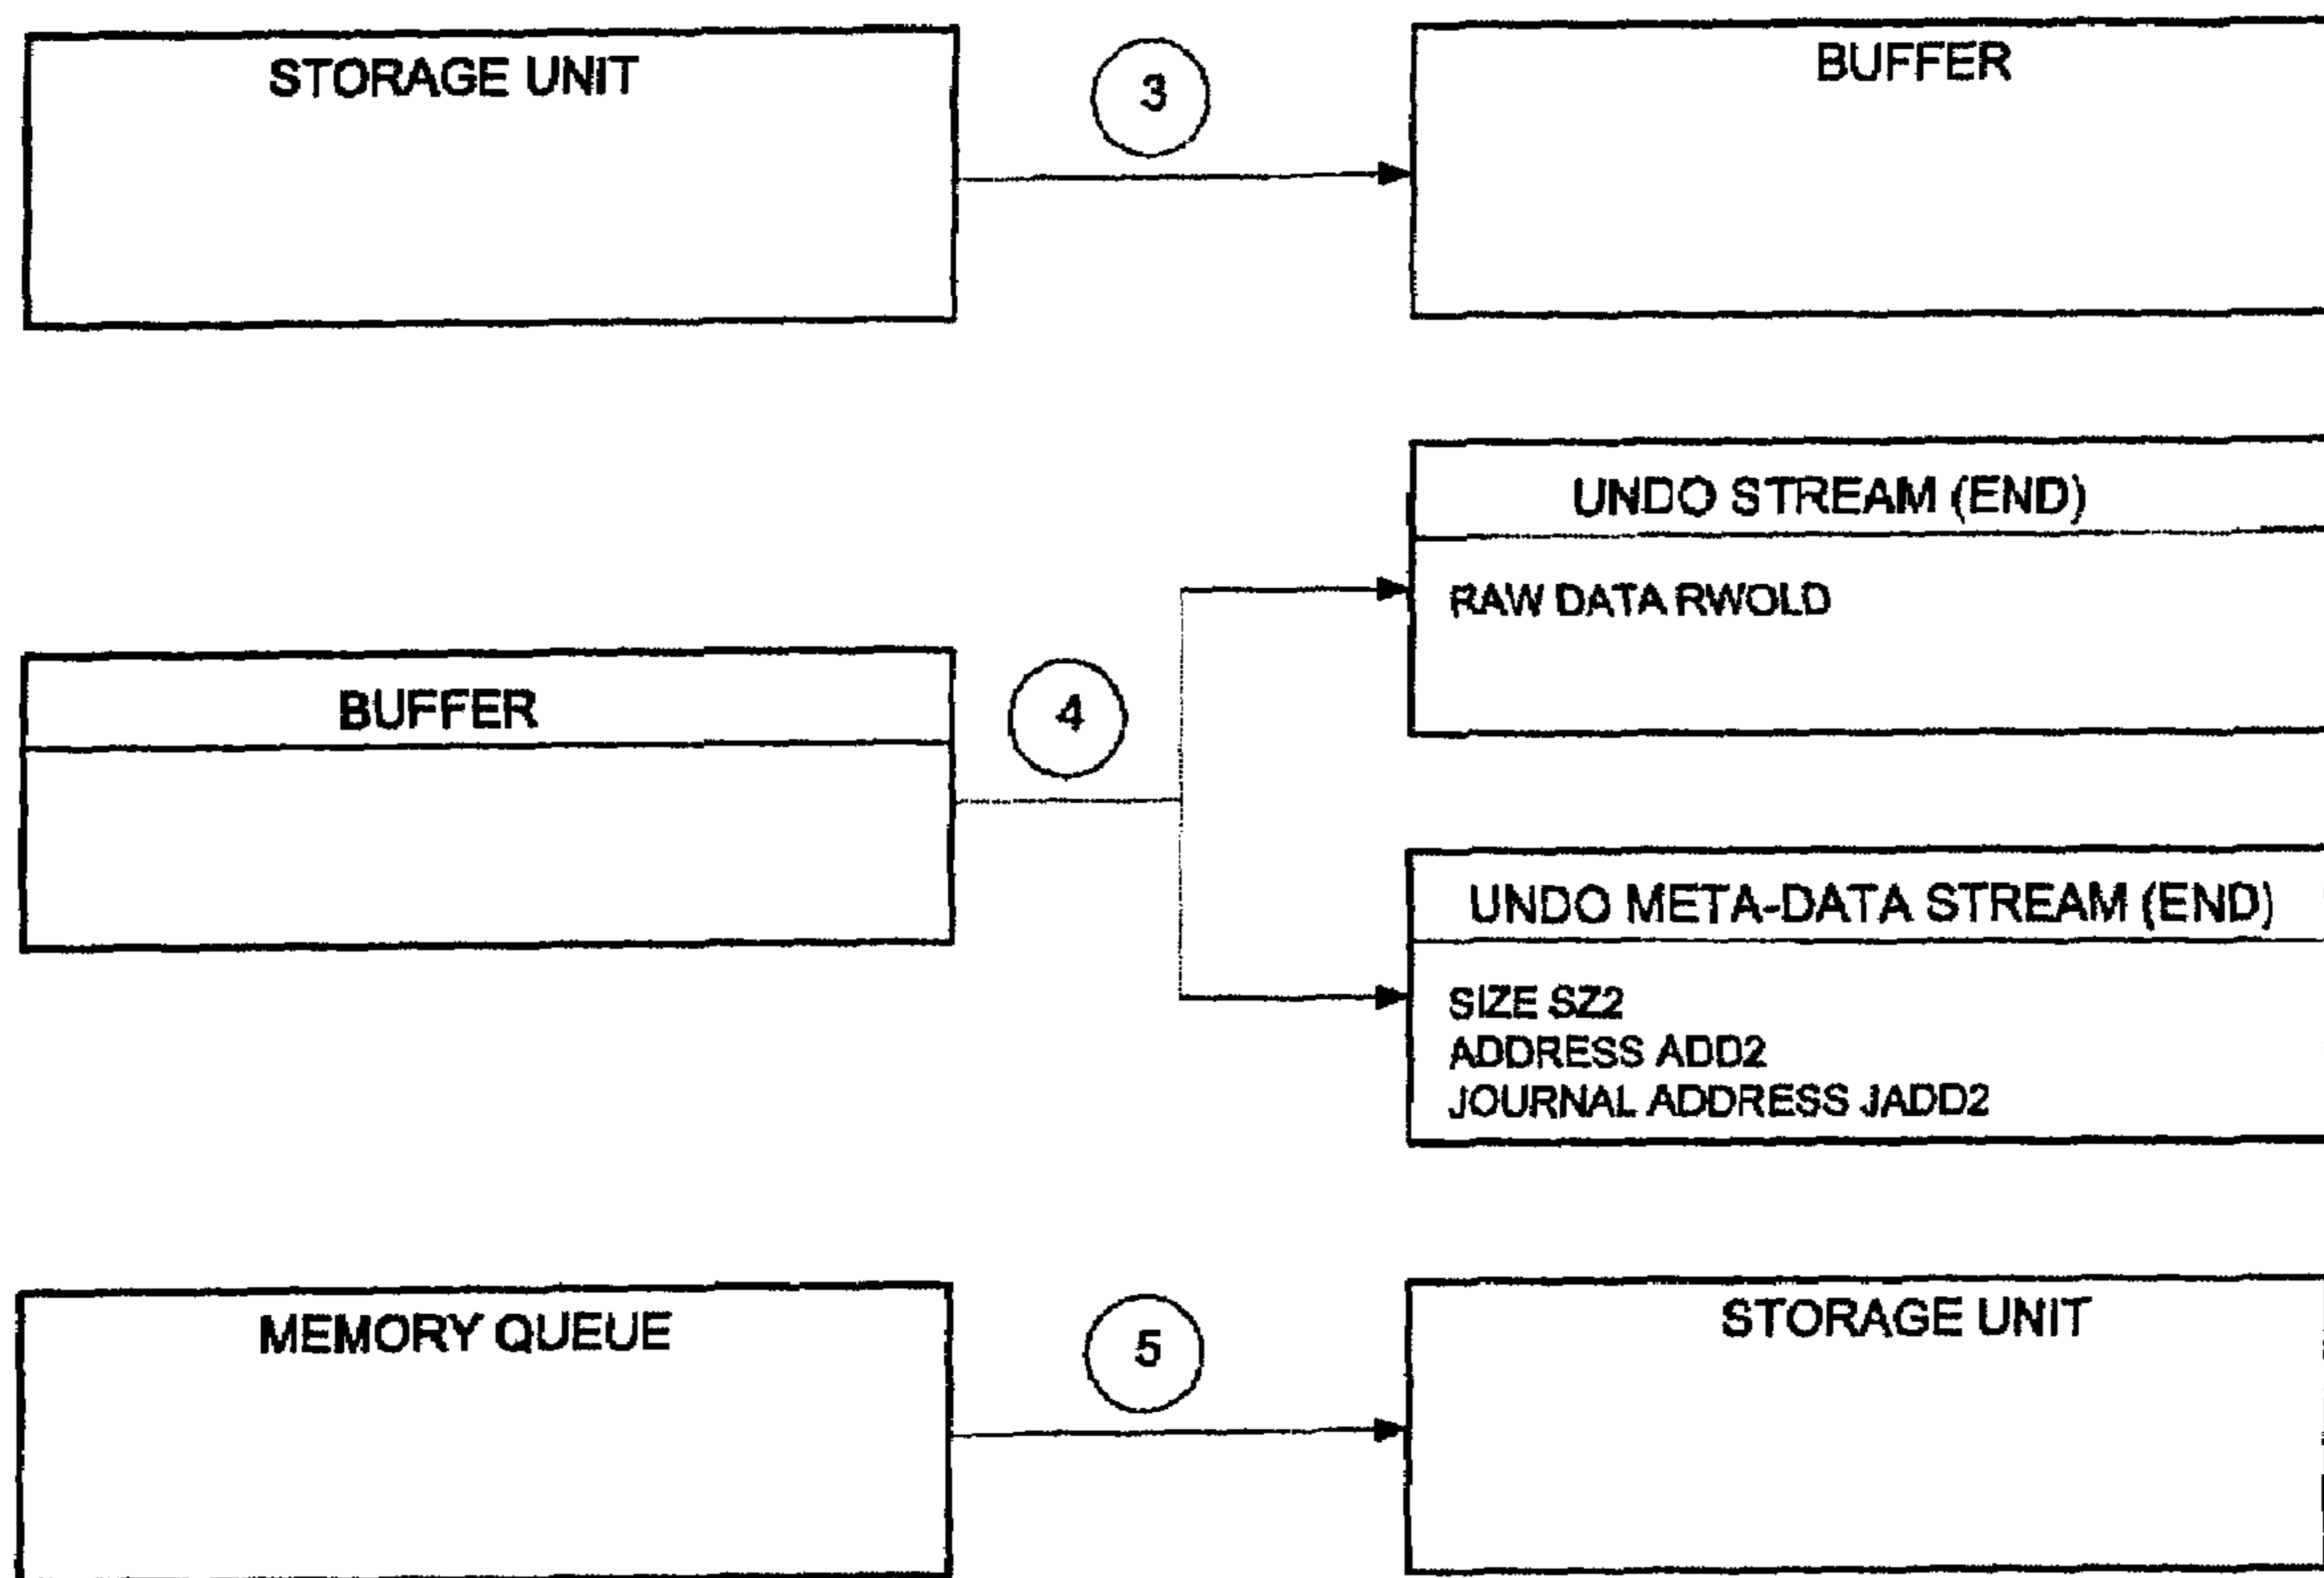 STORAGE UNIT
3
BUFFER
UNDO STREAM (END)
RAW DATA RWOLD
BUFFER
4
UNDO META-DATA STREAM (END)
SIZE SZ2
ADDRESS ADD2
JOURNAL ADDRESS JADD2
MEMORY QUEUE
5
STORAGE UNIT